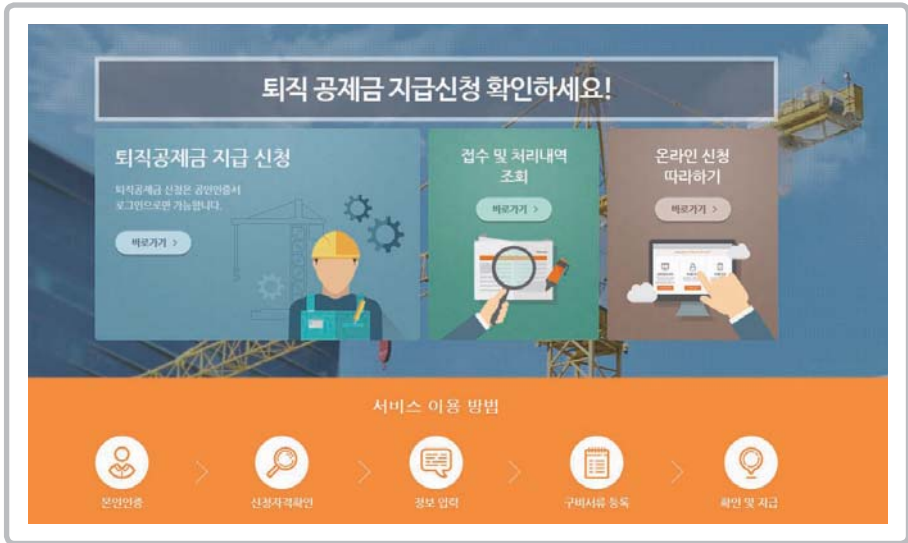 퇴직 공제금 지급신청 확인하세요!
퇴직공제금 지급 신청
퇴직공제금 신청은 공인인증서
로그인으로만 가능합니다.
바로가기 >
접수 및 처리내역
조회
바로가기 >
온라인 신청
따라하기
바로가기 >
서비스 이용 방법
본인인증
신청자격확인
정보 입력
구비서류 등록
확인 및 지급